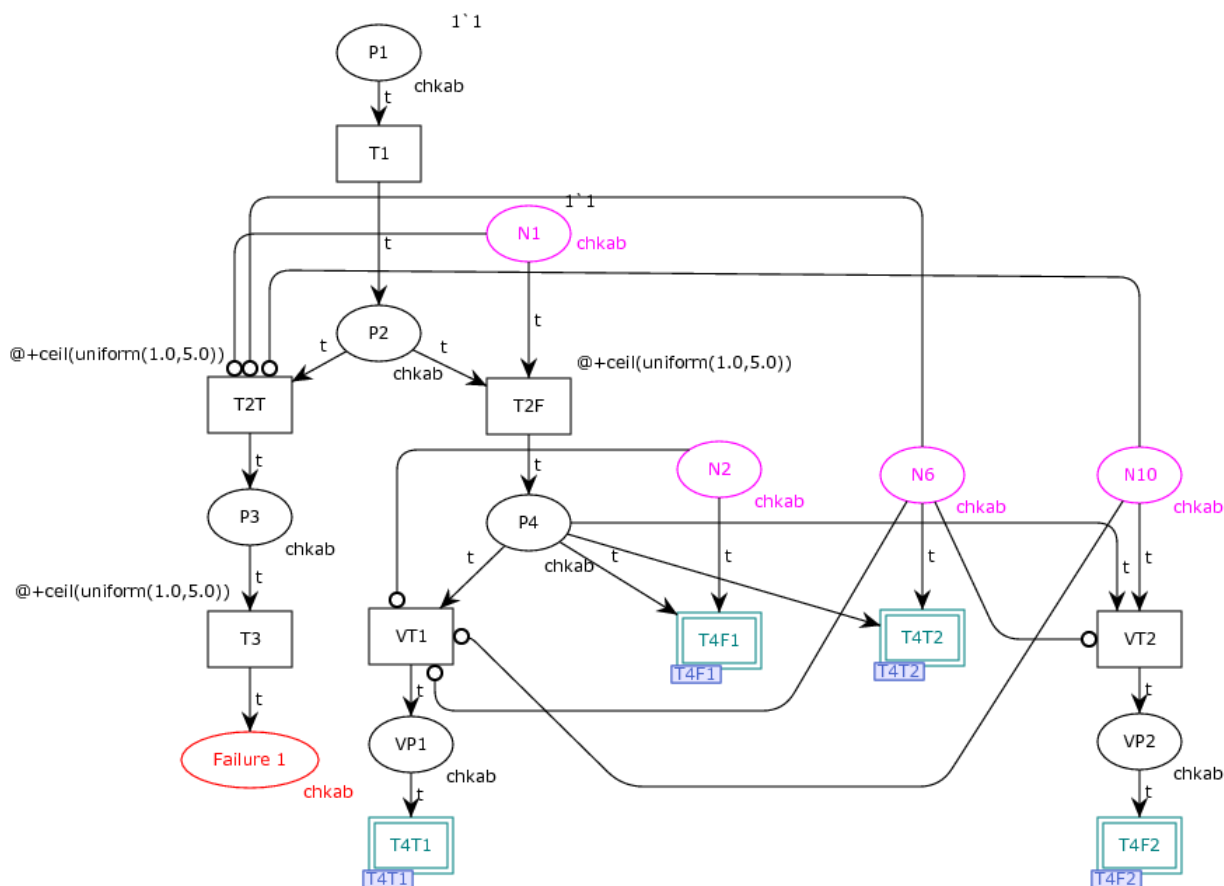 1`1
P1
chkab
t
T1
1`1
N1
chkab
t
t
P2
@+ceil(uniform(1.0,5.0))
t
t
chkab
@+ceil(uniform(1.0,5.0))
T2T
T2F
t
t
N2
N6
N10
chkab
chkab
chkab
P3
P4
chkab
chkab
t
t
t
t
t
t
t
@+ceil(uniform(1.0,5.0))
T3
VT1
T4F1
T4T2
VT2
T4F1
T4T2
t
t
t
Failure 1
chkab
VP1
chkab
VP2
chkab
t
t
T4T1
T4F2
T4T1
T4F2